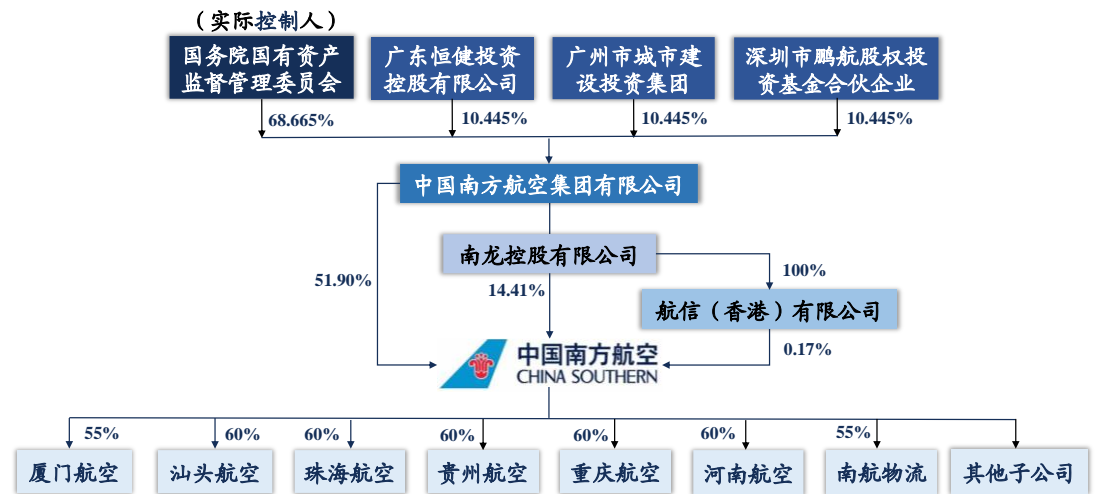 （实际控制人）
国务院国有资产
监督管理委员会
广东恒健投资
控股有限公司
广州市城市建
设投资集团
深圳市鹏航股权投
资基金合伙企业
68.665%
10.445%
10.445%
10.445%
中国南方航空集团有限公司
南龙控股有限公司
51.90%
14.41%
100%
航信（香港）有限公司
0.17%
中国南方航空
CHINA SOUTHERN
55%
60%
60%
60%
60%
60%
55%
厦门航空
汕头航空
珠海航空
贵州航空
重庆航空
河南航空
南航物流
其他子公司